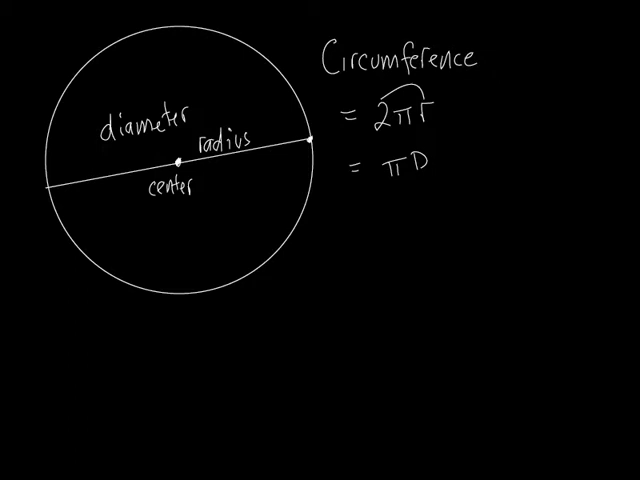 Circumference
diameter
= 2πr
radius
= πD
center